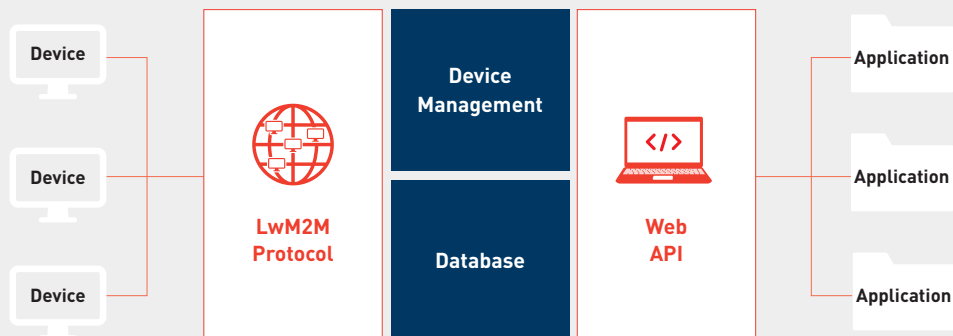 Device
Device
Device
LwM2M
Protocol
Device
Management
Database
</>
Web
API
Application
Application
Application